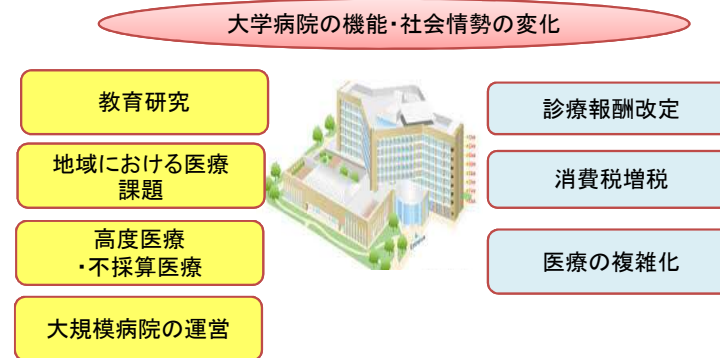 大学病院の機能・社会情勢の変化
教育研究
地域における医療
課題
高度医療
・不採算医療
大規模病院の運営
診療報酬改定
消費税増税
医療の複雑化